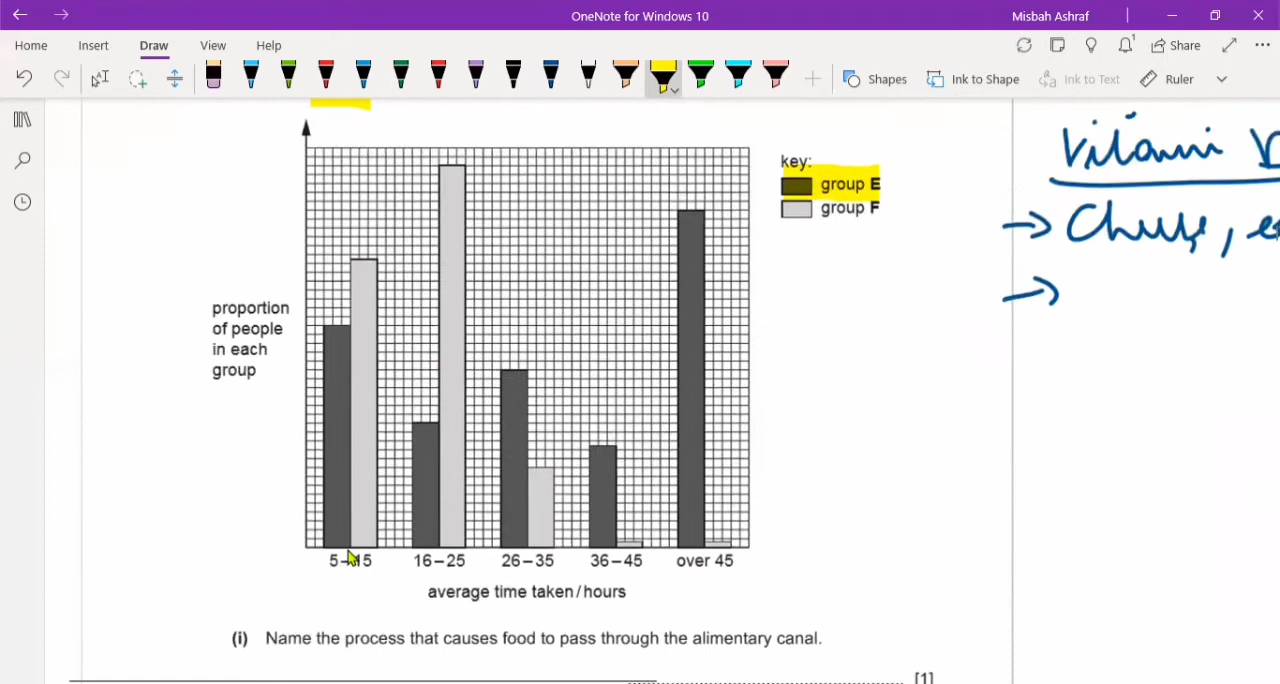 OneNote for Windows 10
Misbah Ashraf
Home Insert Draw View Help
Share
Shapes Ink to Shape Ink to Text Ruler
key:
group E
group F
proportion
of people
in each
group
5–15 16–25 26–35 36–45 over 45
average time taken/hours
(i) Name the process that causes food to pass through the alimentary canal.
[1]
→
→